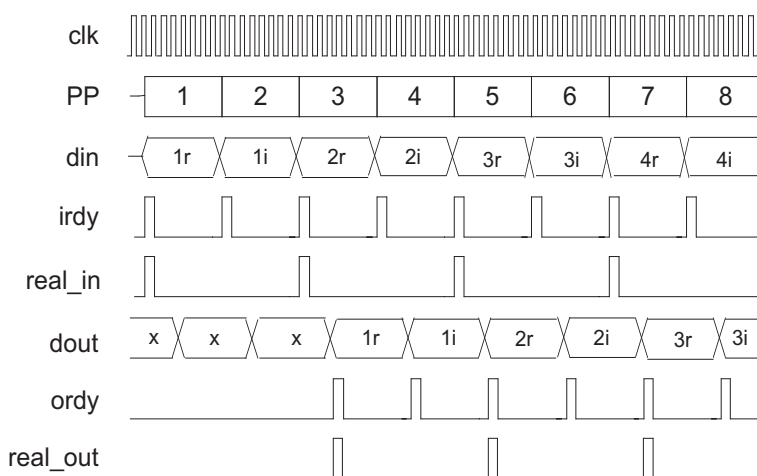 clk
PP 1 2 3 4 5 6 7 8
din 1r 1i 2r 2i 3r 3i 4r 4i
irdy
real_in
dout x x x 1r 1i 2r 2i 3r 3i
ordy
real_out